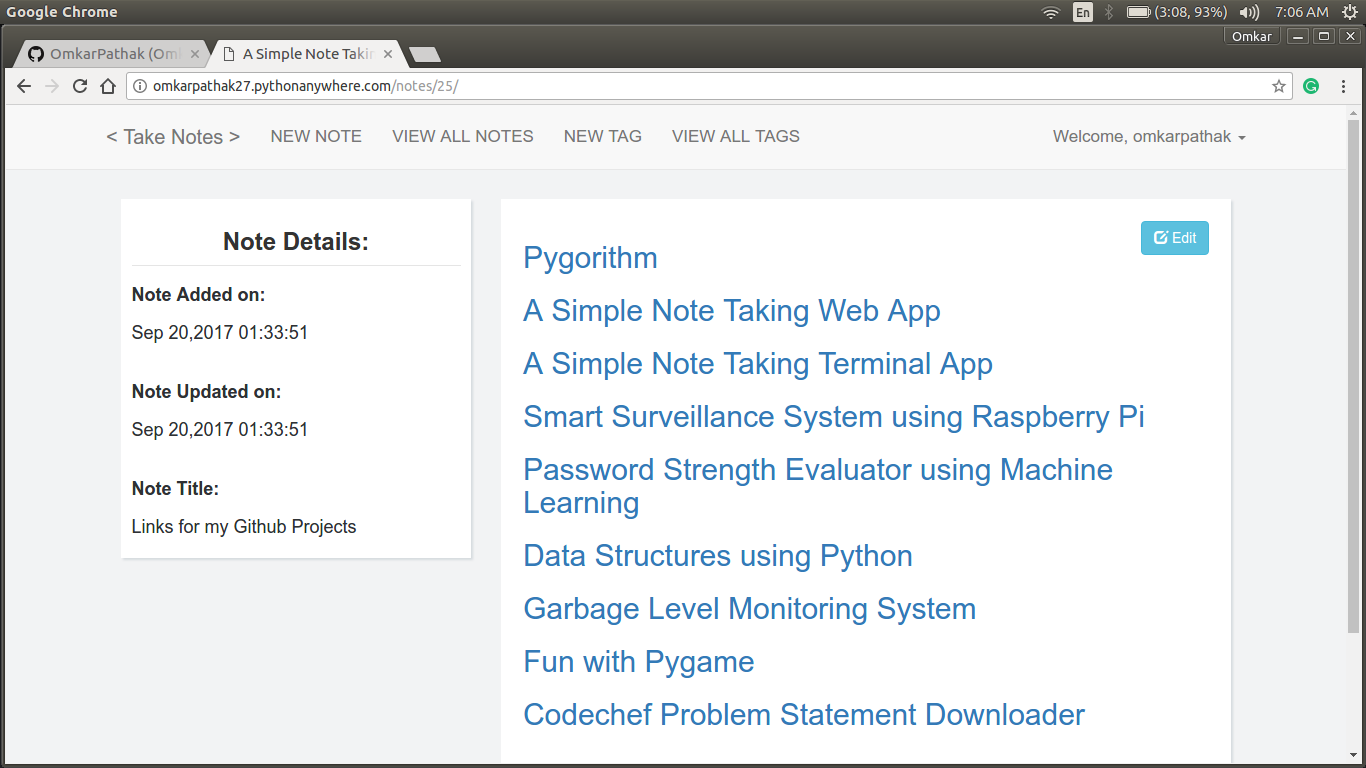 Google Chrome
En
(3:08, 93%)
7:06 AM
Omkar
OmkarPathak (Om
A Simple Note Taki
omkarpathak27.pythonanywhere.com/notes/25/
< Take Notes >
NEW NOTE
VIEW ALL NOTES
NEW TAG
VIEW ALL TAGS
Welcome, omkarpathak
Note Details:
Note Added on:
Sep 20,2017 01:33:51
Note Updated on:
Sep 20,2017 01:33:51
Note Title:
Links for my Github Projects
Edit
Pygorithm
A Simple Note Taking Web App
A Simple Note Taking Terminal App
Smart Surveillance System using Raspberry Pi
Password Strength Evaluator using Machine
Learning
Data Structures using Python
Garbage Level Monitoring System
Fun with Pygame
Codechef Problem Statement Downloader